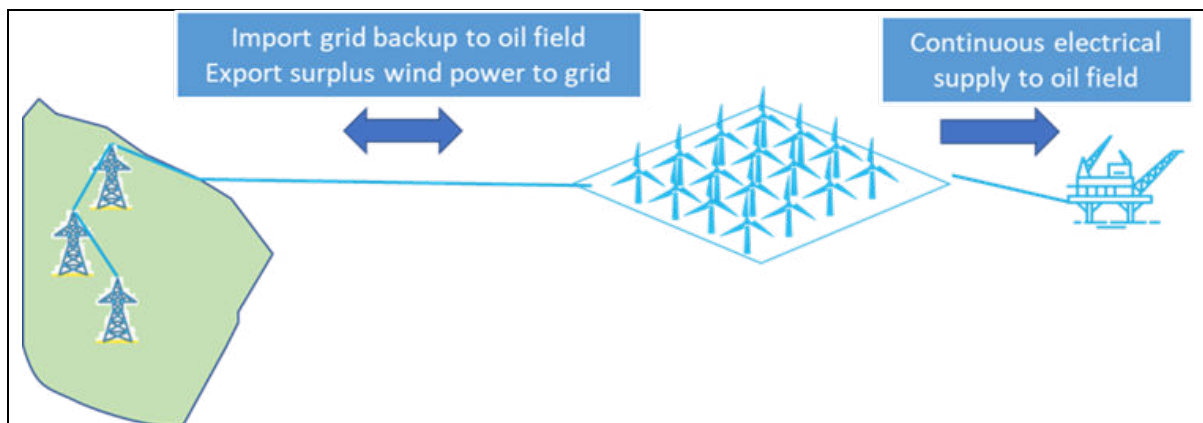 Import grid backup to oil field
Export surplus wind power to grid
Continuous electrical
supply to oil field